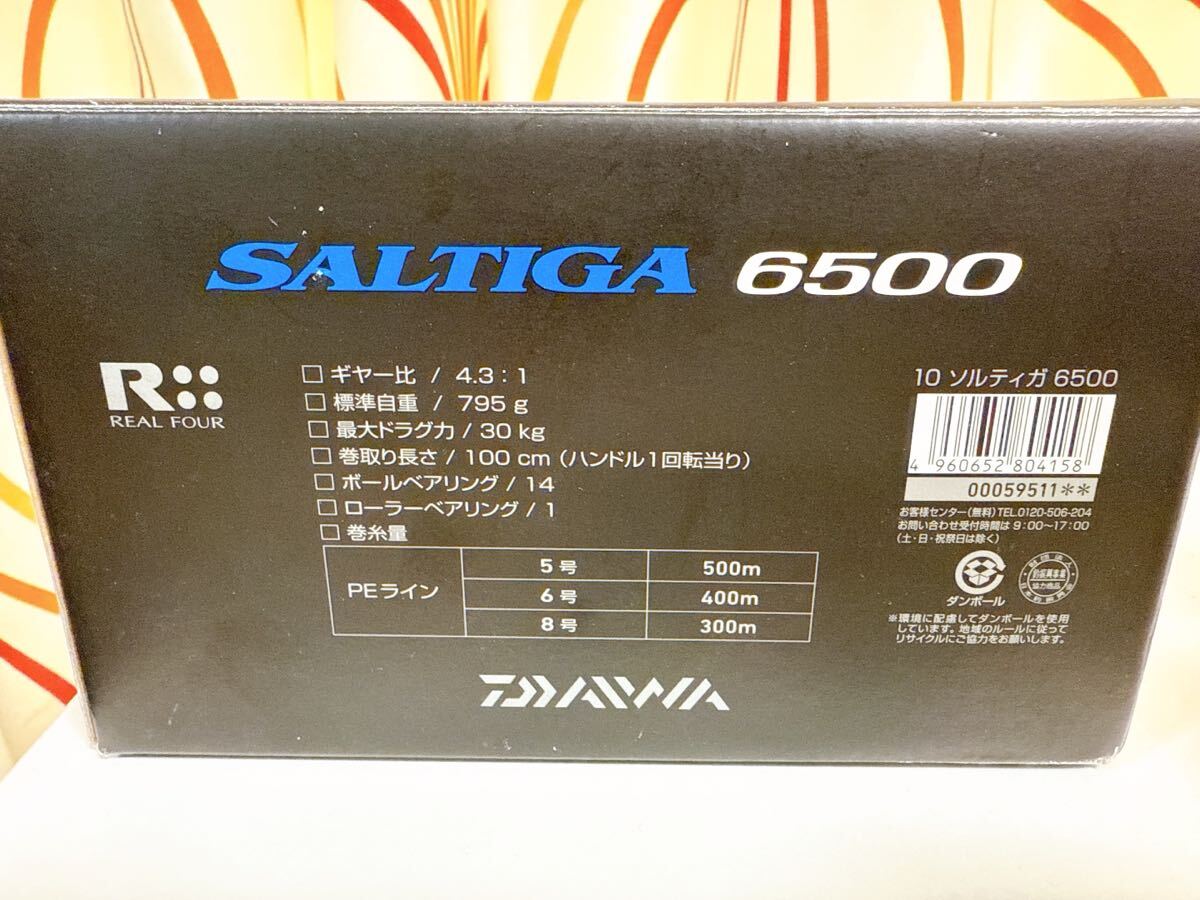 SALTIGA 6500
R
REAL FOUR
□ ギヤー比 / 4.3:1
□ 標準自重 / 795 g
□ 最大ドラグ力 / 30 kg
□ 巻取り長さ / 100 cm (ハンドル1回転当り)
□ ボールベアリング / 14
□ ローラーベアリング / 1
□ 巻糸量
PEライン
5号 500m
6号 400m
8号 300m
10 ソルティガ 6500
4 960652 804158
00059511**
お客様センター(無料)TEL0120-506-204
お問い合わせ受付時間は9:00~17:00
(土・日・祝祭日は除く)
ダンボール
※環境に配慮してダンボールを使用
しています。地域のルールに従って
リサイクルにご協力をお願いします。
DAIWA